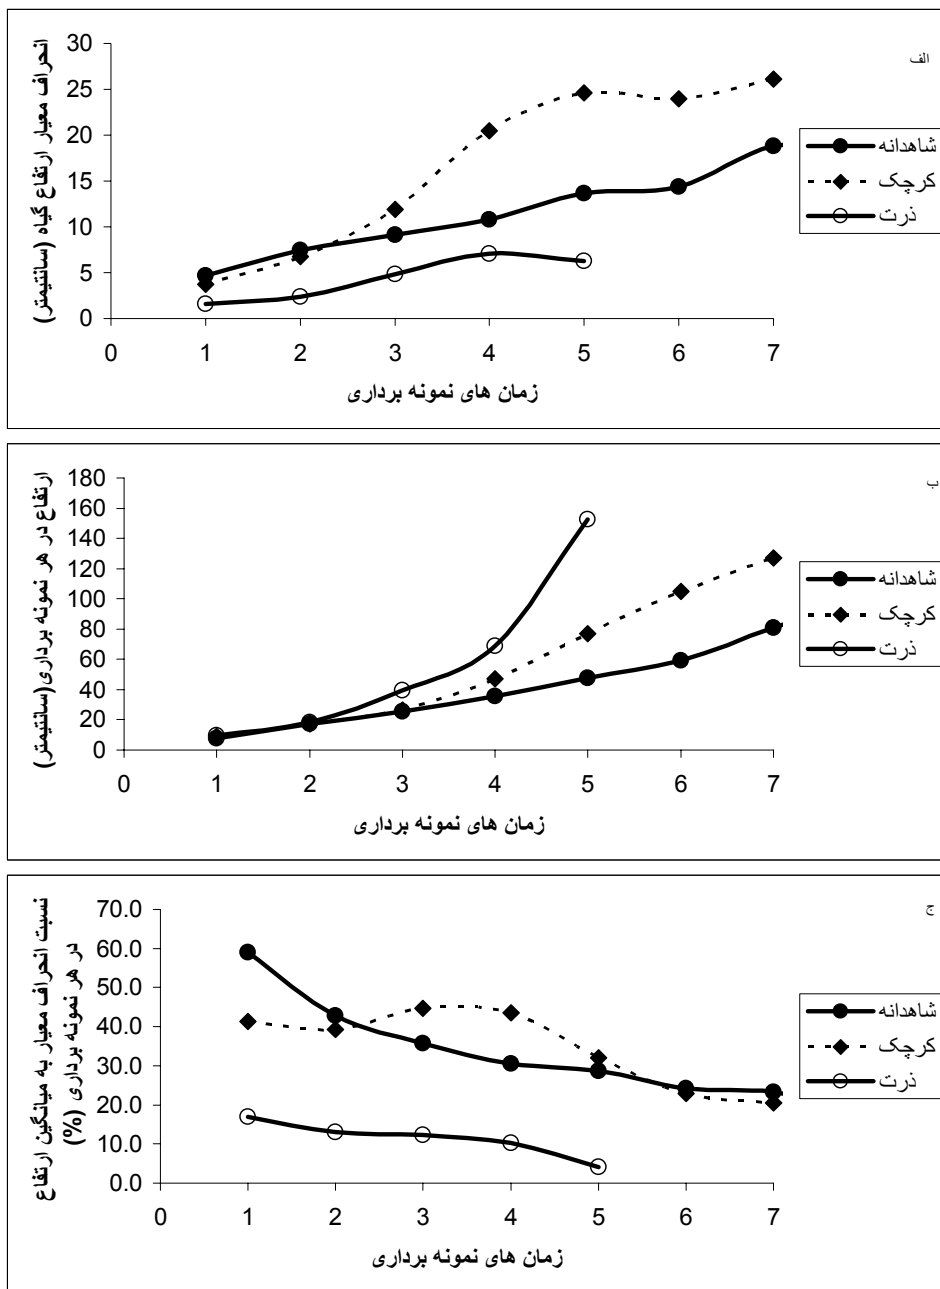 الف
انحراف معیار ارتفاع گیاه (سانتیمتر)
30
25
20
15
10
5
0
0 1 2 3 4 5 6 7
زمان های نمونه برداری
شاهدانه
کرچک
ذرت
ب
ارتفاع در هر نمونه برداری(سانتیمتر)
180
160
140
120
100
80
60
40
20
0
0 1 2 3 4 5 6 7
زمان های نمونه برداری
شاهدانه
کرچک
ذرت
ج
نسبت انحراف معیار به میانگین ارتفاع
در هر نمونه برداری (%)
70.0
60.0
50.0
40.0
30.0
20.0
10.0
0.0
0 1 2 3 4 5 6 7
زمان های نمونه برداری
شاهدانه
کرچک
ذرت